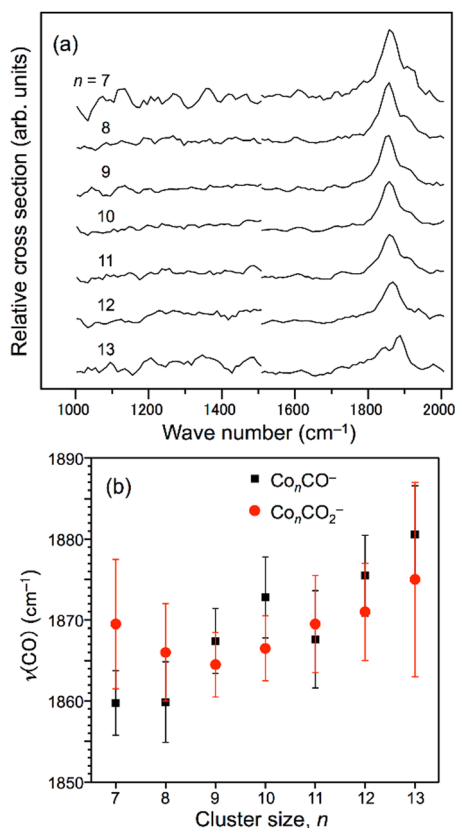 (a)
n = 7
8
9
10
11
12
13
Relative cross section (arb. units)
1000 1200 1400 1600 1800 2000
Wave number (cm⁻¹)
(b)
ConCO⁻
ConCO₂⁻
1890
1880
1870
1860
1850
ν(CO) (cm⁻¹)
7 8 9 10 11 12 13
Cluster size, n